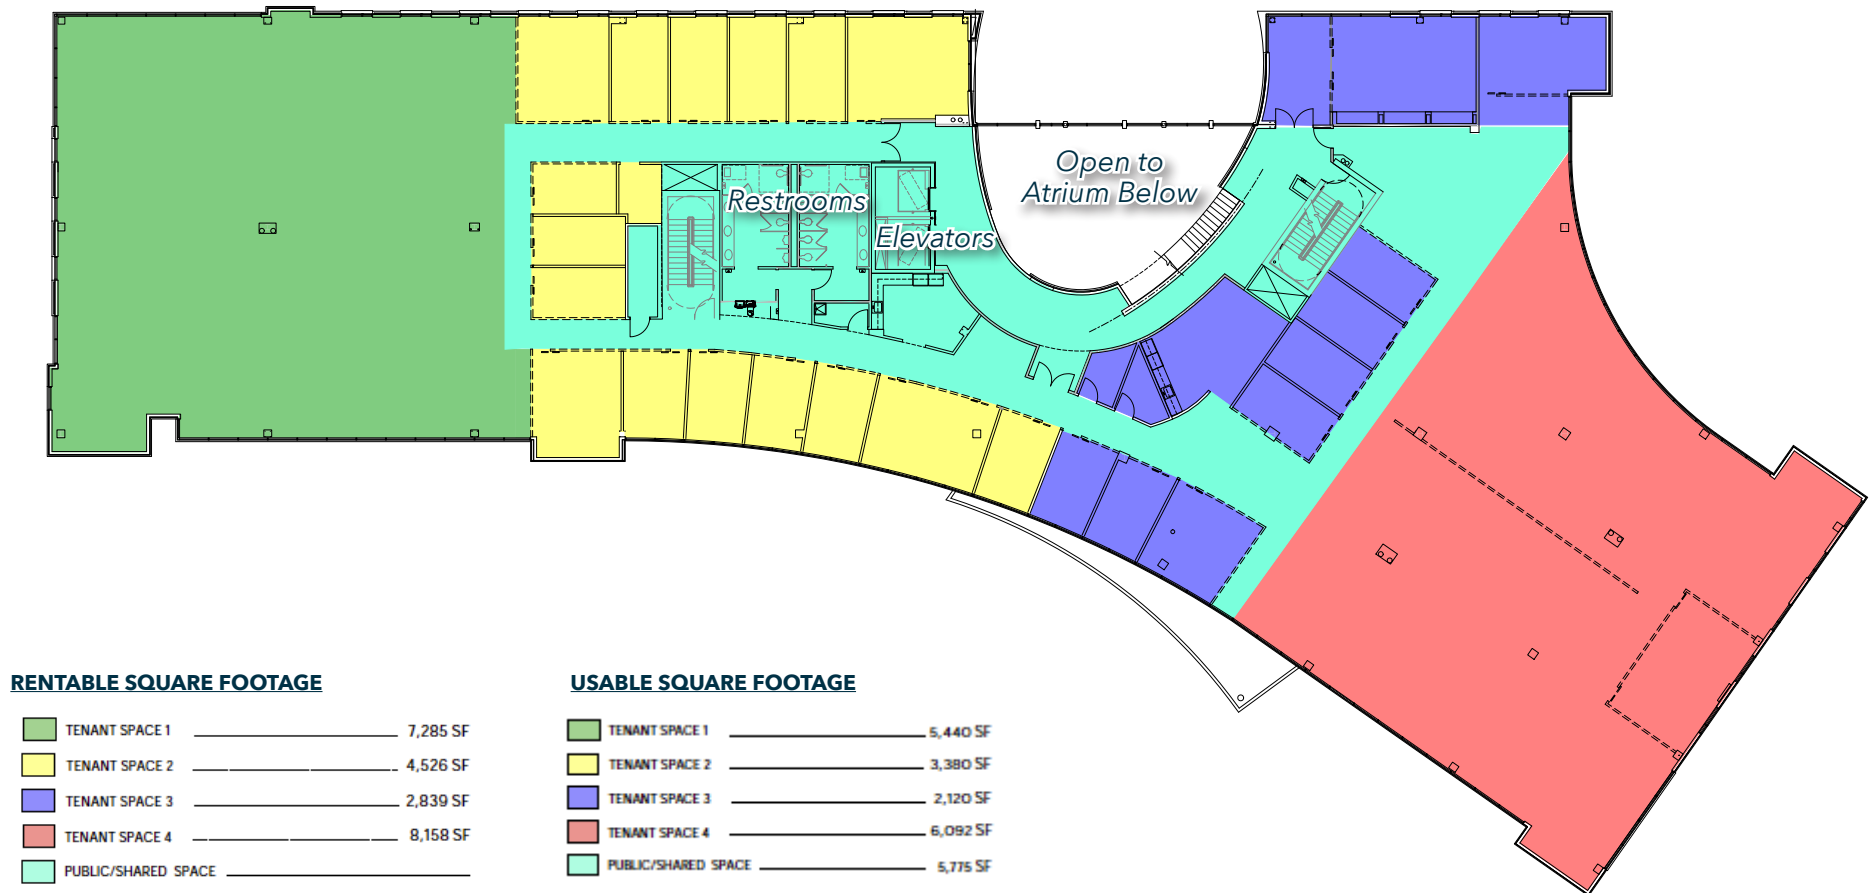 Open to
Atrium Below
Restrooms
Elevators
RENTABLE SQUARE FOOTAGE
TENANT SPACE 1 7,285 SF
TENANT SPACE 2 4,526 SF
TENANT SPACE 3 2,839 SF
TENANT SPACE 4 8,158 SF
PUBLIC/SHARED SPACE
USABLE SQUARE FOOTAGE
TENANT SPACE 1 5,440 SF
TENANT SPACE 2 3,380 SF
TENANT SPACE 3 2,120 SF
TENANT SPACE 4 6,092 SF
PUBLIC/SHARED SPACE 5,775 SF